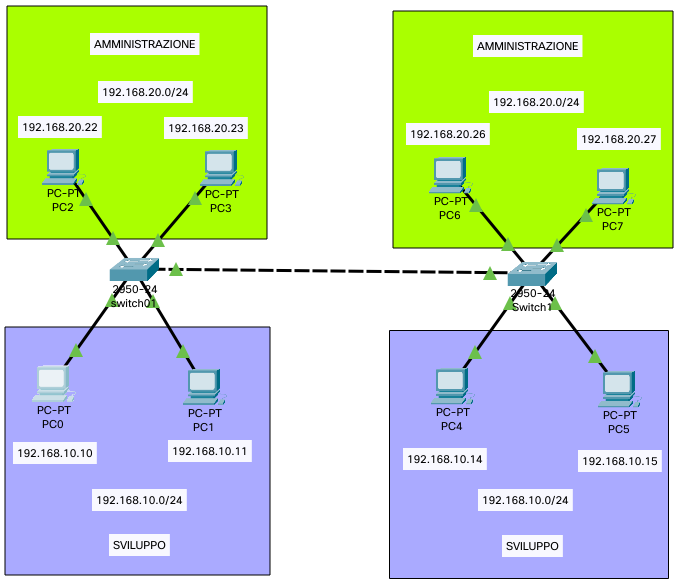 AMMINISTRAZIONE
192.168.20.0/24
192.168.20.22
192.168.20.23
PC-PT
PC2
PC-PT
PC3
AMMINISTRAZIONE
192.168.20.0/24
192.168.20.26
192.168.20.27
PC-PT
PC6
PC-PT
PC7
2950-24
switch01
2950-24
Switch1
PC-PT
PC0
PC-PT
PC1
192.168.10.10
192.168.10.11
192.168.10.0/24
SVILUPPO
PC-PT
PC4
PC-PT
PC5
192.168.10.14
192.168.10.15
192.168.10.0/24
SVILUPPO